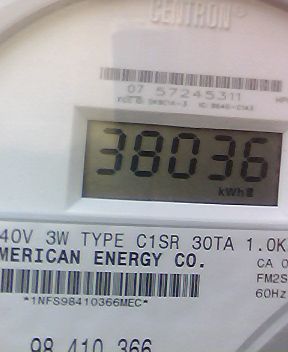 CENTRON®
07 57245311
38036
kWh
40V 3W TYPE C1SR 30TA 1.0K
MERICAN ENERGY CO.
CA 0
FM2S
60Hz
*1NFS98410366MEC*
98 410 366